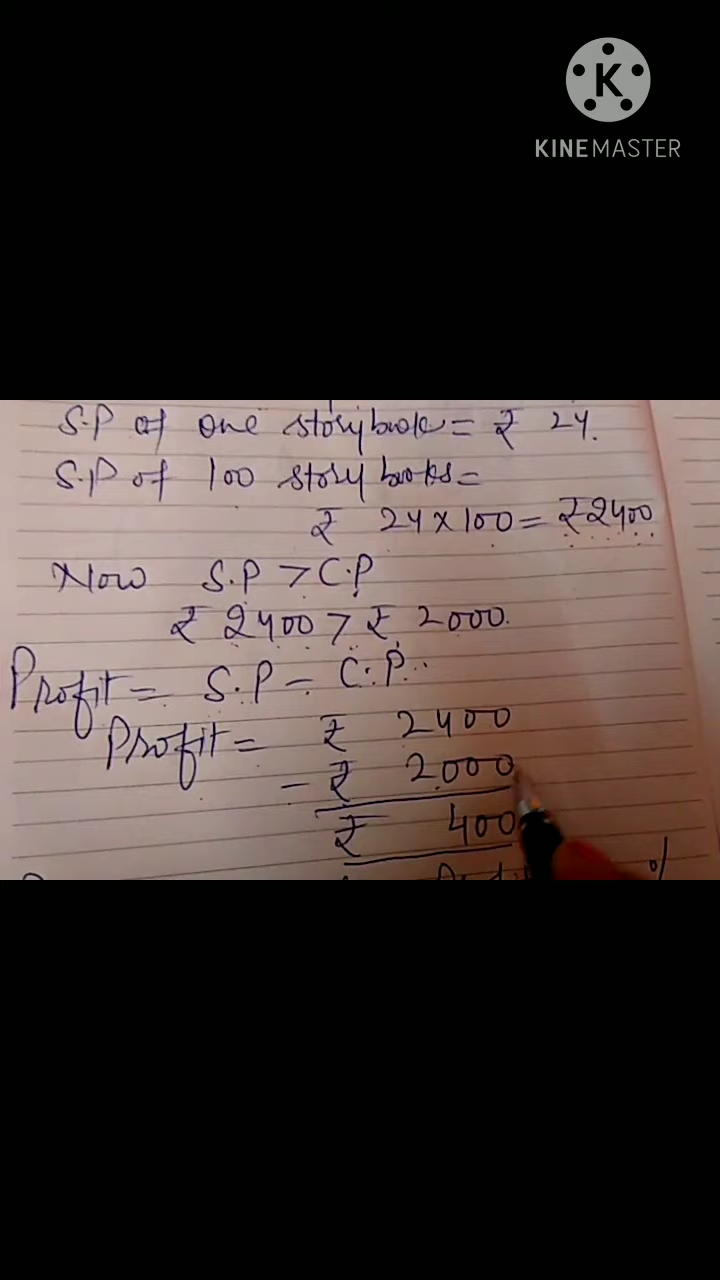 K
KINEMASTER
S.P of one storybook = ₹ 24.
S.P of 100 story books =
₹ 24 × 100 = ₹ 2400
Now S.P > C.P
₹ 2400 > ₹ 2000.
Profit = S.P - C.P.
Profit = ₹ 2400
- ₹ 2000
₹ 400
%